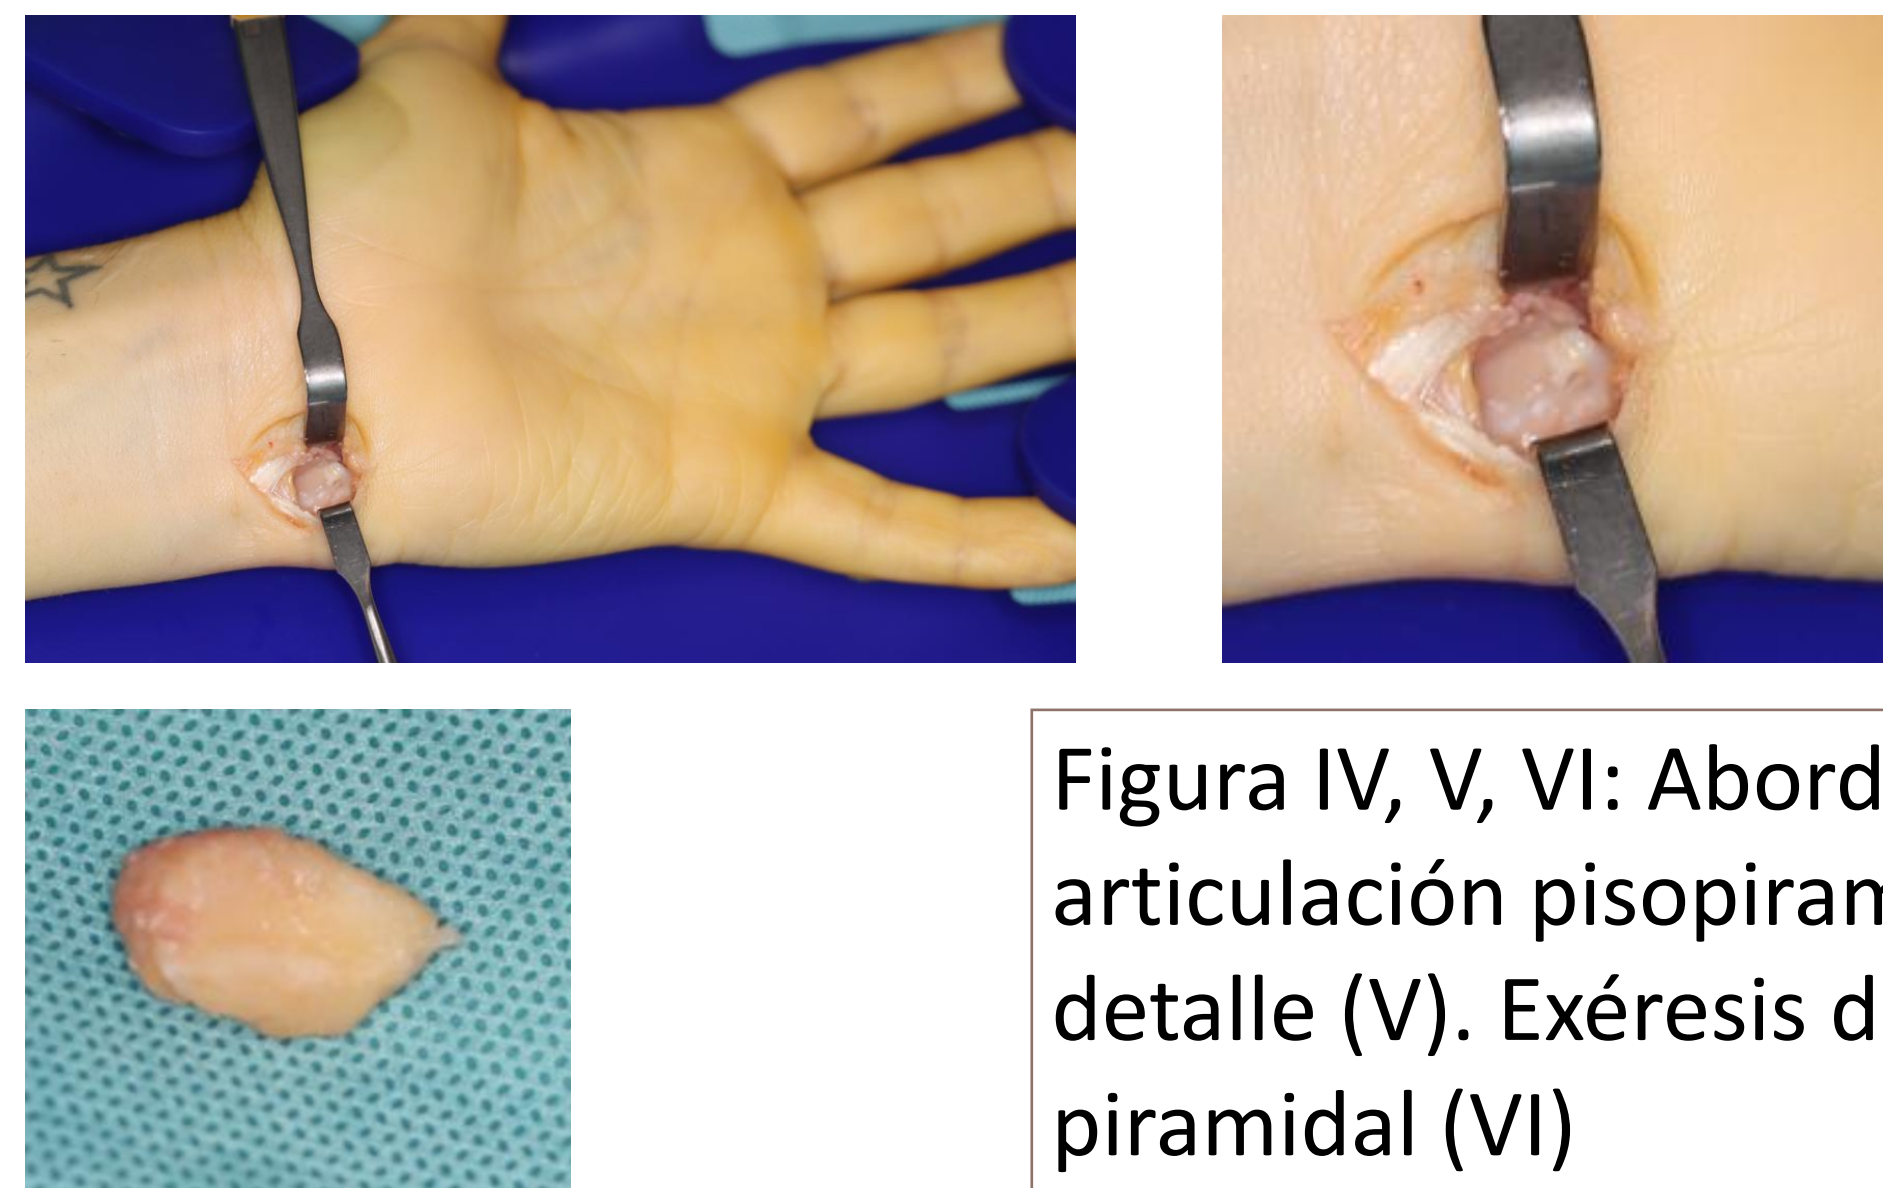 Figura IV, V, VI: Abord
articulación pisopiram
detalle (V). Exéresis d
piramidal (VI)